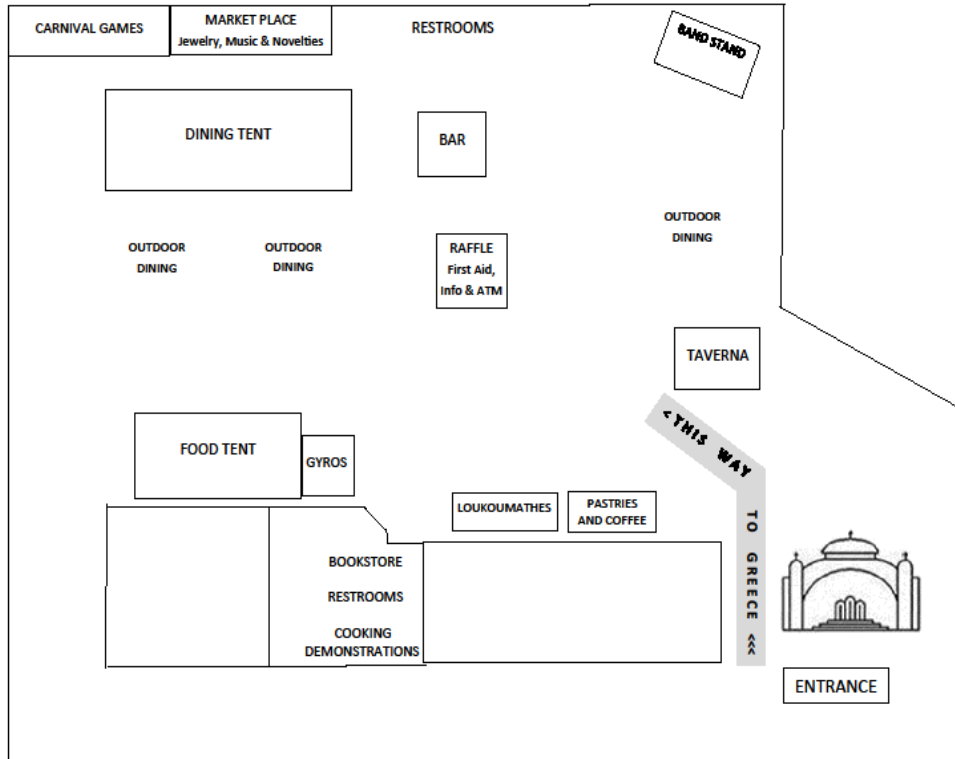 CARNIVAL GAMES
MARKET PLACE
Jewelry, Music & Novelties
RESTROOMS
BAND STAND
DINING TENT
BAR
OUTDOOR
DINING
OUTDOOR
DINING
RAFFLE
First Aid,
Info & ATM
OUTDOOR
DINING
TAVERNA
< THIS WAY
TO GREECE <<<
FOOD TENT
GYROS
LOUKOUMATHES
PASTRIES
AND COFFEE
BOOKSTORE
RESTROOMS
COOKING
DEMONSTRATIONS
ENTRANCE